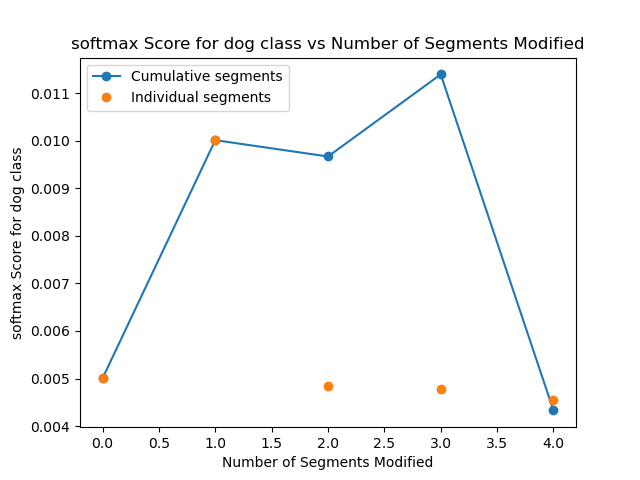 softmax Score for dog class vs Number of Segments Modified
Cumulative segments
Individual segments
softmax Score for dog class
0.011
0.010
0.009
0.008
0.007
0.006
0.005
0.004
0.0 0.5 1.0 1.5 2.0 2.5 3.0 3.5 4.0
Number of Segments Modified